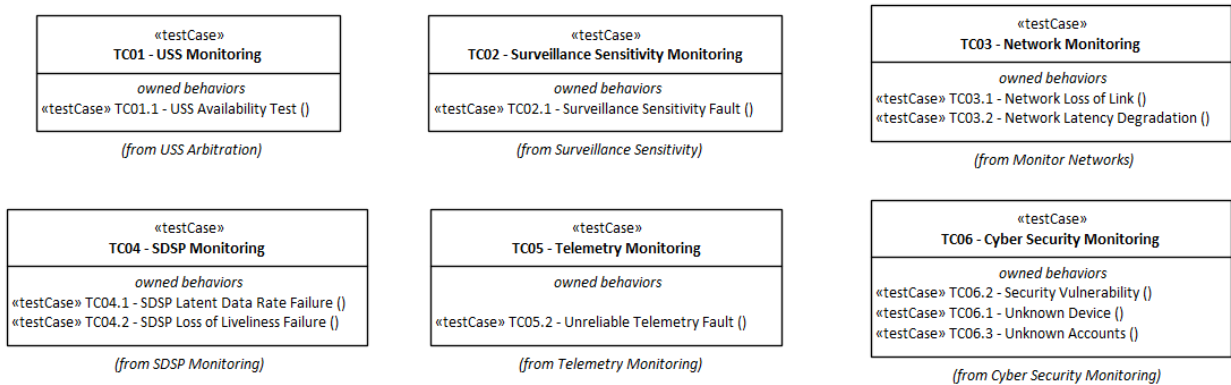 «testCase»
TC01 - USS Monitoring
owned behaviors
«testCase» TC01.1 - USS Availability Test ()
(from USS Arbitration)
«testCase»
TC02 - Surveillance Sensitivity Monitoring
owned behaviors
«testCase» TC02.1 - Surveillance Sensitivity Fault ()
(from Surveillance Sensitivity)
«testCase»
TC03 - Network Monitoring
owned behaviors
«testCase» TC03.1 - Network Loss of Link ()
«testCase» TC03.2 - Network Latency Degradation ()
(from Monitor Networks)
«testCase»
TC04 - SDSP Monitoring
owned behaviors
«testCase» TC04.1 - SDSP Latent Data Rate Failure ()
«testCase» TC04.2 - SDSP Loss of Liveliness Failure ()
(from SDSP Monitoring)
«testCase»
TC05 - Telemetry Monitoring
owned behaviors
«testCase» TC05.2 - Unreliable Telemetry Fault ()
(from Telemetry Monitoring)
«testCase»
TC06 - Cyber Security Monitoring
owned behaviors
«testCase» TC06.2 - Security Vulnerability ()
«testCase» TC06.1 - Unknown Device ()
«testCase» TC06.3 - Unknown Accounts ()
(from Cyber Security Monitoring)